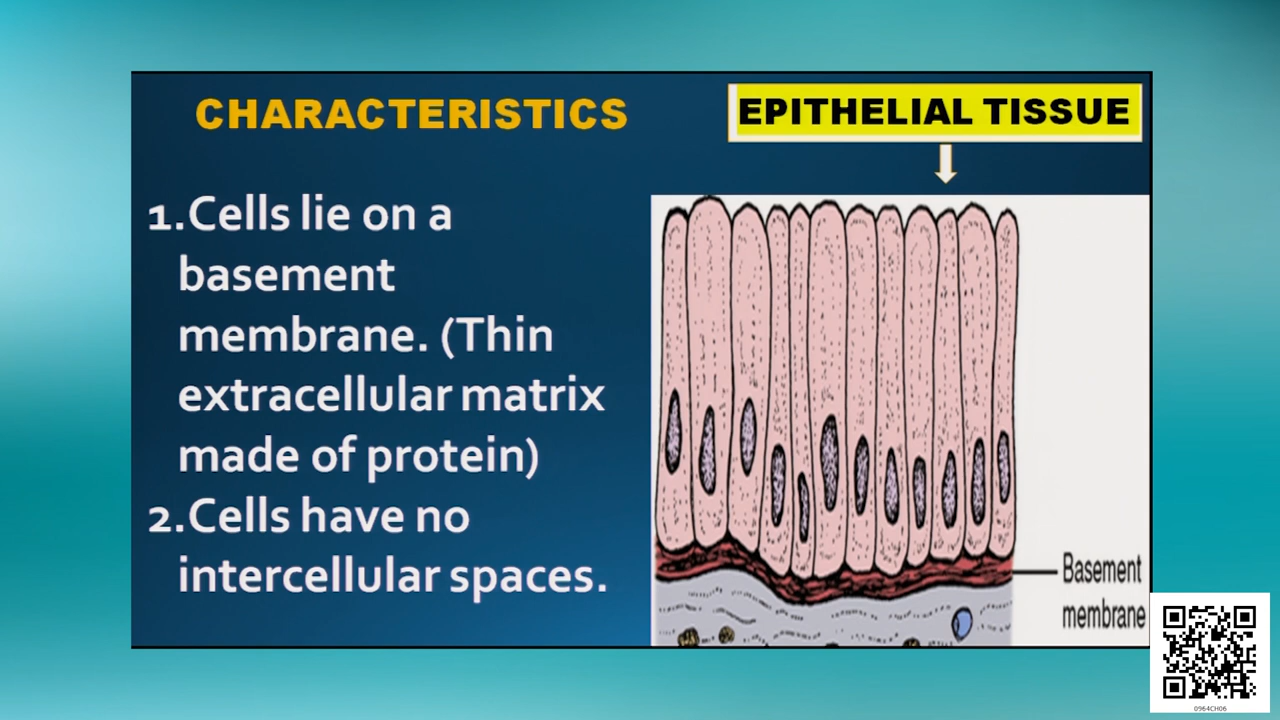 CHARACTERISTICS
EPITHELIAL TISSUE
1.Cells lie on a
basement
membrane. (Thin
extracellular matrix
made of protein)
2.Cells have no
intercellular spaces.
Basement
membrane
0964CH06